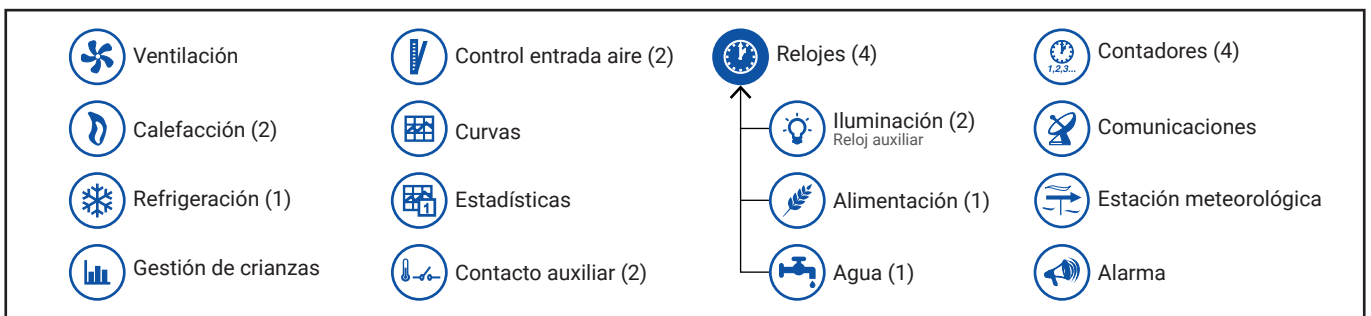 Ventilación
Calefacción (2)
Refrigeración (1)
Gestión de crianzas
Control entrada aire (2)
Curvas
1
Estadísticas
Contacto auxiliar (2)
Relojes (4)
Iluminación (2)
Reloj auxiliar
Alimentación (1)
Agua (1)
1,2,3...
Contadores (4)
Comunicaciones
Estación meteorológica
Alarma